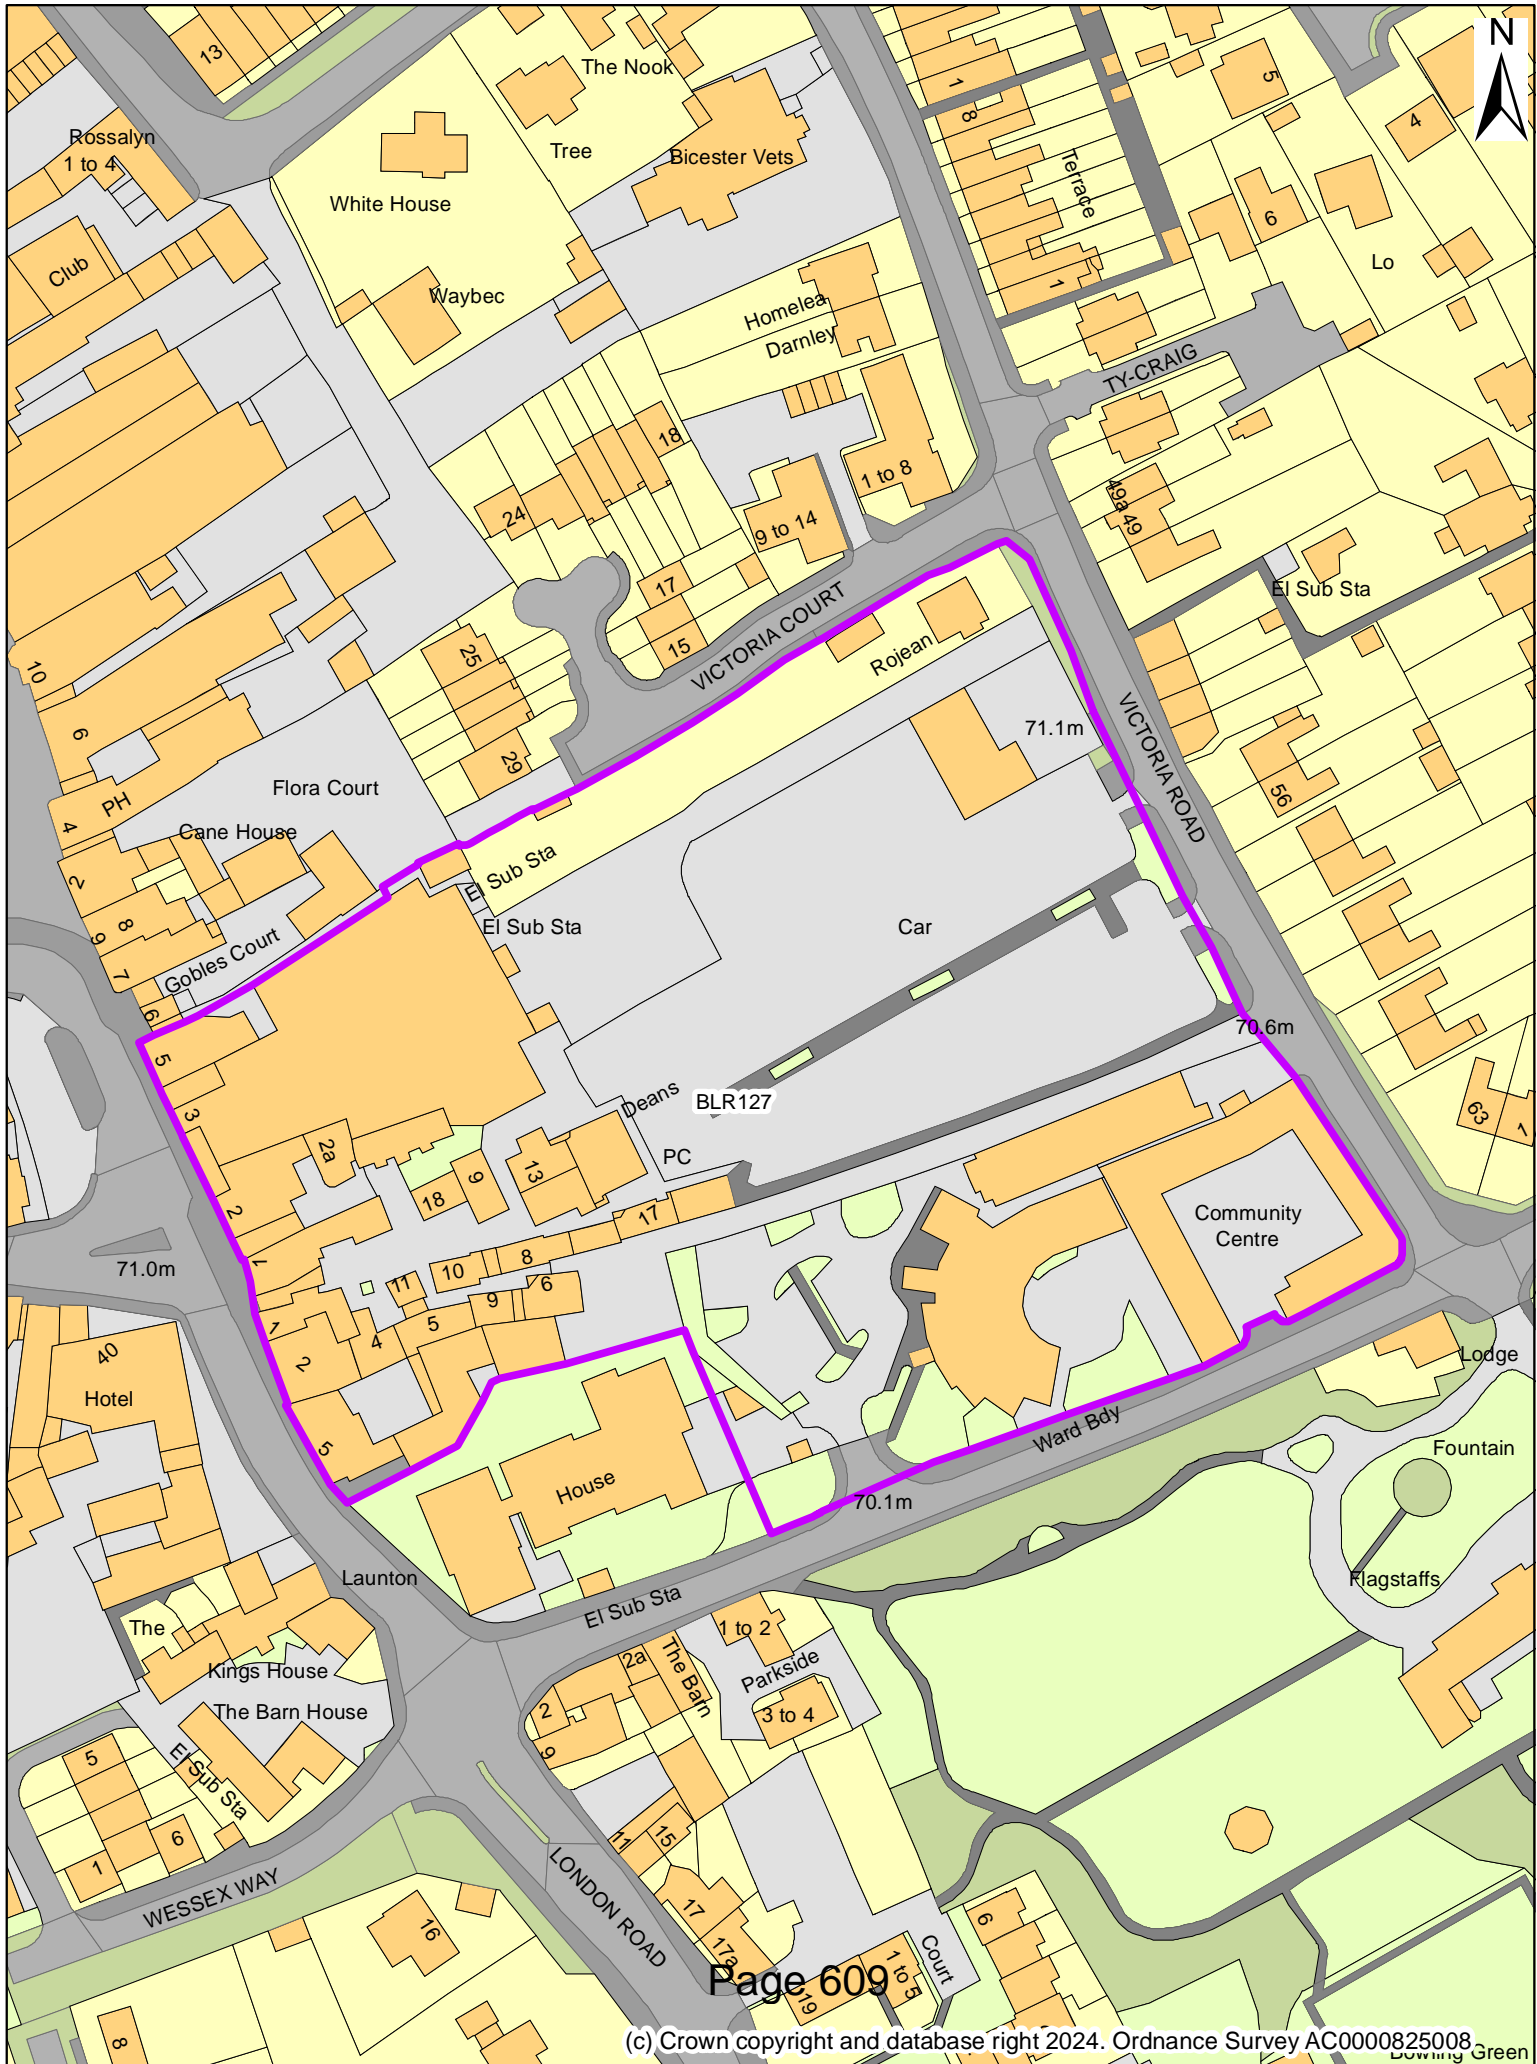 13
The Nook
N
1
5
8
4
Rossalyn
1 to 4
Tree
Bicester Vets
Terrace
White House
6
Club
Lo
Waybec
1
Homelea
Darnley
TY-CRAIG
18
1 to 8
24
49a 49
9 to 14
17
El Sub Sta
VICTORIA COURT
15
25
Rojean
10
6
71.1m
VICTORIA ROAD
29
Flora Court
56
PH
4
Cane House
El Sub Sta
2
8
9
El Sub Sta
Car
Gobles Court
7
6
70.6m
5
3
Deans
BLR127
63
1
2a
PC
13
9
18
2
17
Community
Centre
7
8
71.0m
10
11
6
9
1
5
4
2
40
Hotel
Lodge
Ward Bdy
5
House
Fountain
70.1m
Launton
Flagstaffs
El Sub Sta
The
1 to 2
Kings House
2a
The Barn
Parkside
The Barn House
2
3 to 4
9
5
El Sub Sta
6
11
15
1
WESSEX WAY
LONDON ROAD
17
16
6
17a
Court
1 to 5
Page 609
19
8
(c) Crown copyright and database right 2024. Ordnance Survey AC0000825008
Bowling Green